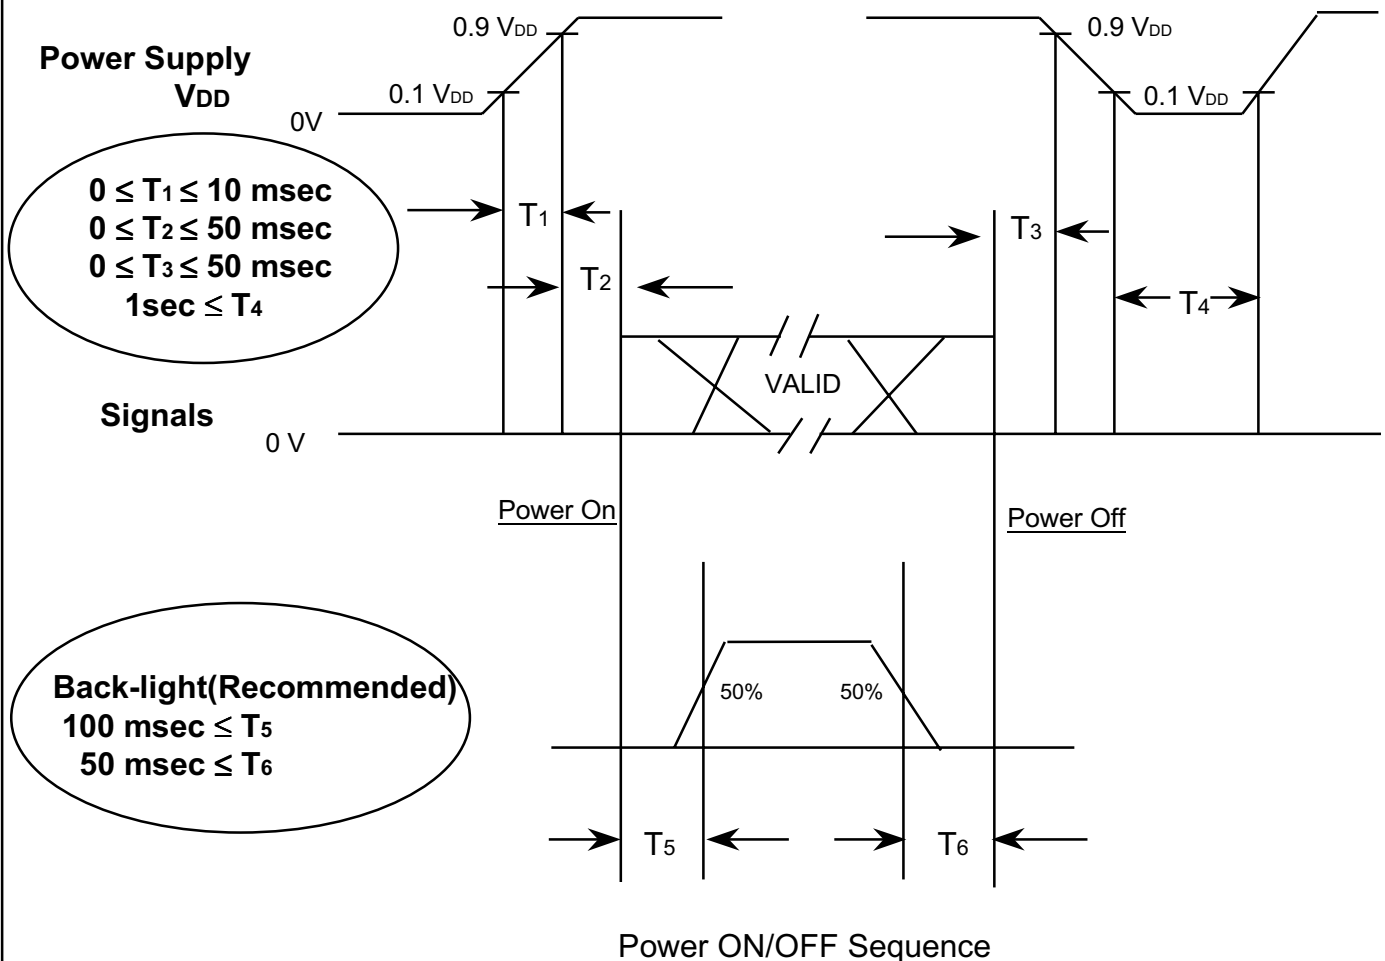 0.9 VDD
0.9 VDD
Power Supply
VDD
0.1 VDD
0.1 VDD
0V
0 ≤ T1 ≤ 10 msec
0 ≤ T2 ≤ 50 msec
0 ≤ T3 ≤ 50 msec
1sec ≤ T4
T1
T3
T2
T4
VALID
Signals
0 V
Power On
Power Off
Back-light(Recommended)
100 msec ≤ T5
50 msec ≤ T6
50%
50%
T5
T6
Power ON/OFF Sequence